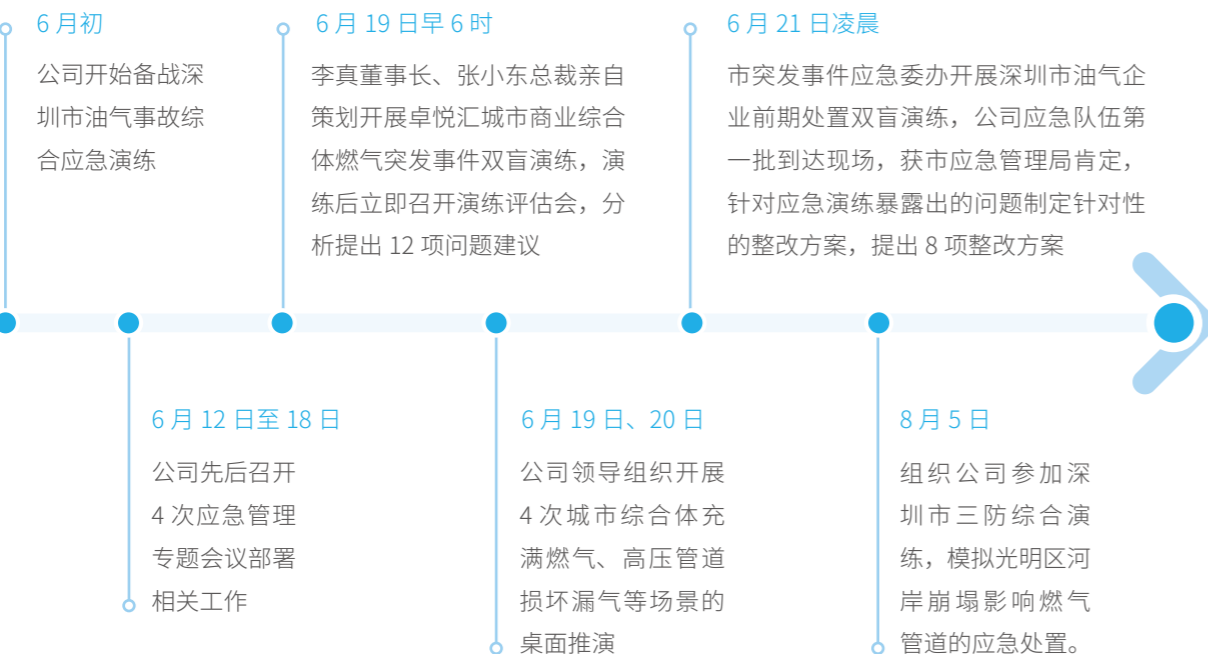 6 月初
公司开始备战深
圳市油气事故综
合应急演练
6 月 19 日早 6 时
李真董事长、张小东总裁亲自
策划开展卓悦汇城市商业综合
体燃气突发事件双盲演练，演
练后立即召开演练评估会，分
析提出 12 项问题建议
6 月 21 日凌晨
市突发事件应急委办开展深圳市油气企
业前期处置双盲演练，公司应急队伍第
一批到达现场，获市应急管理局肯定，
针对应急演练暴露出的问题制定针对性
的整改方案，提出 8 项整改方案
6 月 12 日至 18 日
公司先后召开
4 次应急管理
专题会议部署
相关工作
6 月 19 日、20 日
公司领导组织开展
4 次城市综合体充
满燃气、高压管道
损坏漏气等场景的
桌面推演
8 月 5 日
组织公司参加深
圳市三防综合演
练，模拟光明区河
岸崩塌影响燃气
管道的应急处置。